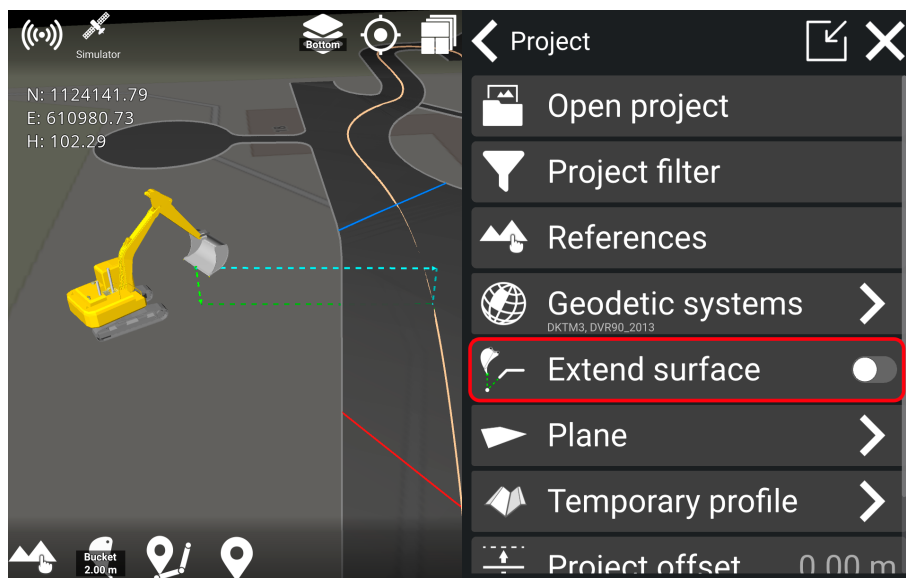 Simulator
Bottom
N: 1124141.79
E: 610980.73
H: 102.29
Bucket
2.00 m
Project
Open project
Project filter
References
Geodetic systems
DKTM3, DVR90_2013
Extend surface
Plane
Temporary profile
Project offset 0.00 m